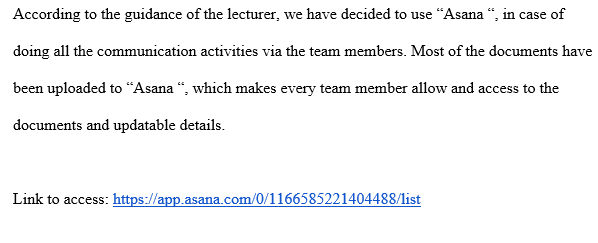 According to the guidance of the lecturer, we have decided to use “Asana “, in case of
doing all the communication activities via the team members. Most of the documents have
been uploaded to “Asana “, which makes every team member allow and access to the
documents and updatable details.
Link to access: https://app.asana.com/0/1166585221404488/list